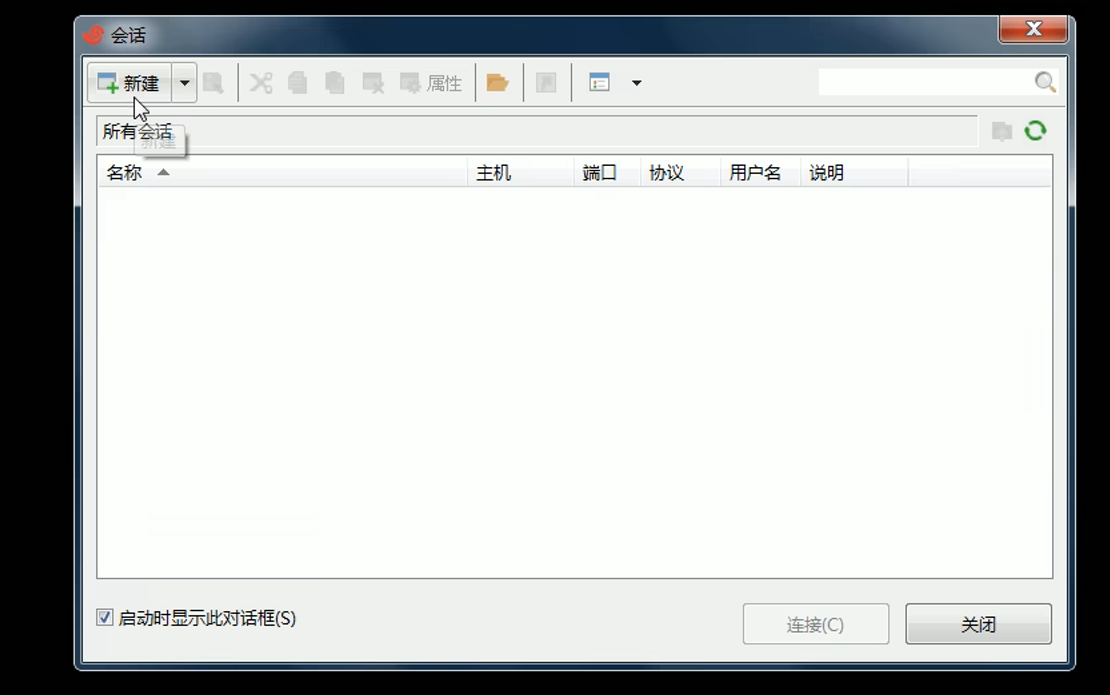 会话
新建
属性
所有会话
新建
名称 主机 端口 协议 用户名 说明
启动时显示此对话框(S)
连接(C) 关闭